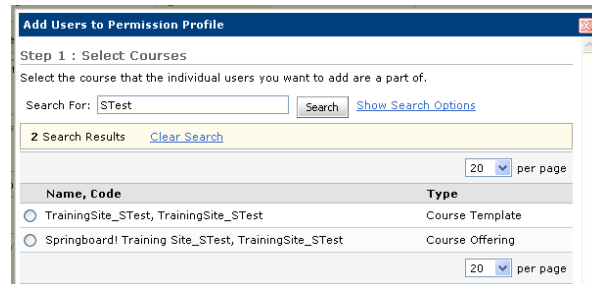 Add Users to Permission Profile
Step 1 : Select Courses
Select the course that the individual users you want to add are a part of.
Search For: STest Search Show Search Options
2 Search Results Clear Search
20 per page
Name, Code Type
TrainingSite_STest, TrainingSite_STest Course Template
Springboard! Training Site_STest, TrainingSite_STest Course Offering
20 per page